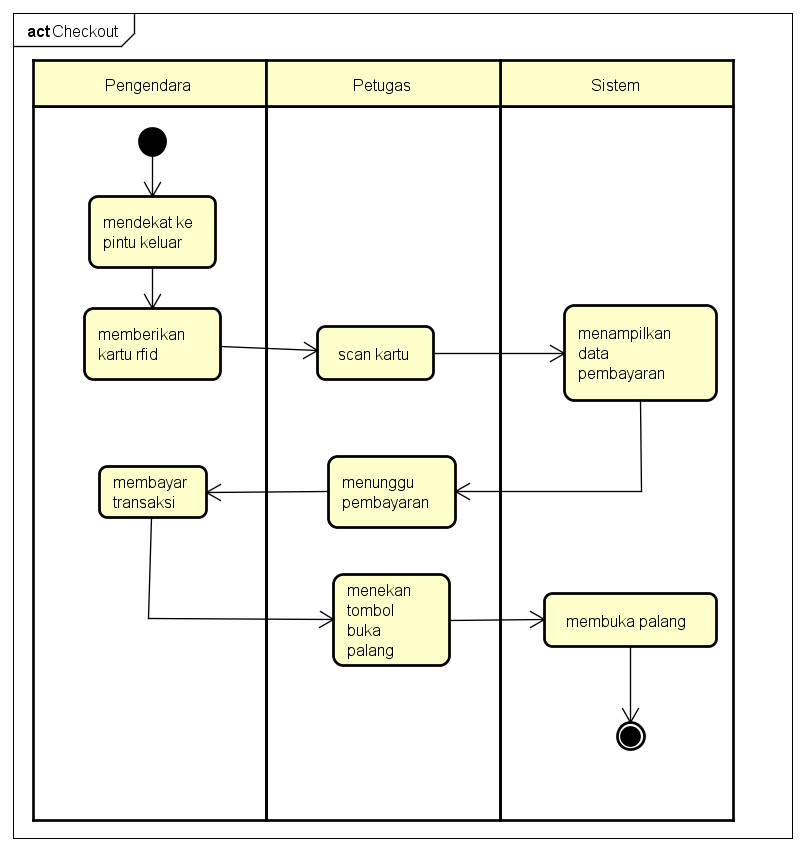 act Checkout
Pengendara
Petugas
Sistem
mendekat ke
pintu keluar
memberikan
kartu rfid
scan kartu
menampilkan
data
pembayaran
menunggu
pembayaran
membayar
transaksi
menekan
tombol
buka
palang
membuka palang